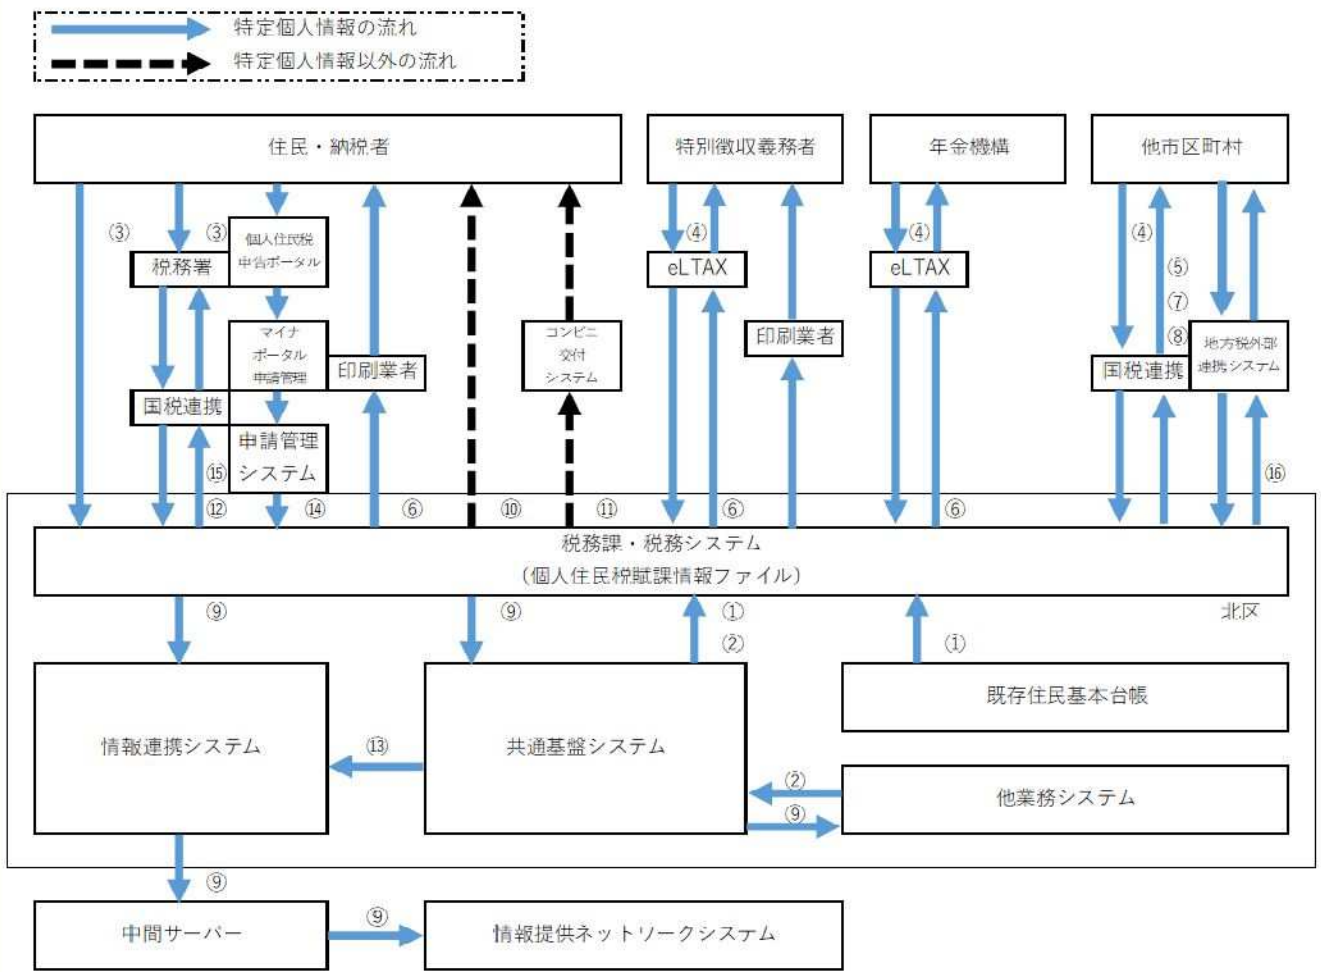 特定個人情報の流れ
特定個人情報以外の流れ
住民・納税者
特別徴収義務者
年金機構
他市区町村
③
③
④
④
④
個人住民税
申告ポータル
税務署
eLTAX
eLTAX
⑤
⑦
⑧
マイナ
ポータル
申請管理
印刷業者
コンビニ
交付
システム
印刷業者
国税連携
地方税外部
連携システム
国税連携
申請管理
システム
⑮
⑯
⑫
⑭
⑥
⑩
⑪
⑥
⑥
税務課・税務システム
（個人住民税賦課情報ファイル）
北区
⑨
⑨
①
②
①
情報連携システム
⑬
共通基盤システム
既存住民基本台帳
②
⑨
他業務システム
⑨
中間サーバー
⑨
情報提供ネットワークシステム